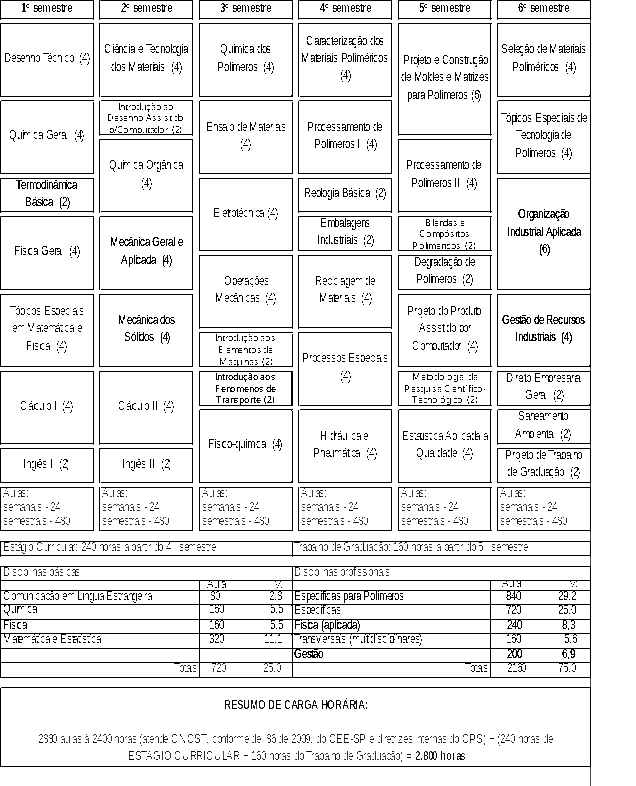 1º semestre 2º semestre 3º semestre 4º semestre 5º semestre 6º semestre
Desenho Técnico (4)
Química Geral (4)
Termodinâmica
Básica (2)
Física Geral (4)
Tópicos Especiais
em Matemática e
Física (4)
Cálculo I (4)
Inglês I (2)
Aulas:
semanais - 24
semestrais - 480
Ciência e Tecnologia
dos Materiais (4)
Introdução ao
Desenho Assistido
p/Computador (2)
Química Orgânica
(4)
Mecânica Geral e
Aplicada (4)
Mecânica dos
Sólidos (4)
Cálculo II (4)
Inglês II (2)
Aulas:
semanais - 24
semestrais - 480
Química dos
Polímeros (4)
Ensaio de Materiais
(4)
Eletrotécnica (4)
Operações
Mecânicas (4)
Introdução aos
Elementos de
Máquinas (2)
Introdução aos
Fenômenos de
Transporte (2)
Físico-química (4)
Aulas:
semanais - 24
semestrais - 480
Caracterização dos
Materiais Poliméricos
(4)
Processamento de
Polímeros I (4)
Reologia Básica (2)
Embalagens
Industriais (2)
Reciclagem de
Materiais (4)
Processos Especiais
(4)
Hidráulica e
Pneumática (4)
Aulas:
semanais - 24
semestrais - 480
Projeto e Construção
de Moldes e Matrizes
para Polímeros (6)
Processamento de
Polímeros II (4)
Blendas e
Compósitos
Poliméricos (2)
Degradação de
Polímeros (2)
Projeto do Produto
Assistido por
Computador (4)
Metodologia da
Pesquisa Científico-
Tecnológico (2)
Estatística Aplicada a
Qualidade (4)
Aulas:
semanais - 24
semestrais - 480
Seleção de Materiais
Poliméricos (4)
Tópicos Especiais de
Tecnologia de
Polímeros (4)
Organização
Industrial Aplicada
(6)
Gestão de Recursos
Industriais (4)
Direito Empresarial
Geral (2)
Saneamento
Ambiental (2)
Projeto de Trabalho
de Graduação (2)
Aulas:
semanais - 24
semestrais - 480
Estágio Curricular: 240 horas a partir do 4 semestre
Trabalho de Graduação: 160 horas a partir do 5 semestre
Disciplinas básicas Disciplinas profissionais
Aula % Aula %
Comunicação em Língua Estrangeira 80 2.8 Específicas para Polímeros 840 29,2
Química 160 5.5 Específicas 720 25,0
Física 160 5.5 Física (aplicada) 240 8,3
Matemática e Estatística 320 11.1 Transversais (multidisciplinares) 160 5.6
Gestão 200 6,9
Totais 720 25.0 Totais 2160 75.0
RESUMO DE CARGA HORÁRIA:
2880 aulas à 2400 horas (atende CNCST, conforme del. 86 de 2009, do CEE-SP e diretrizes internas do CPS) + (240 horas de
ESTÁGIO CURRICULAR + 160 horas do Trabalho de Graduação) = 2.800 horas